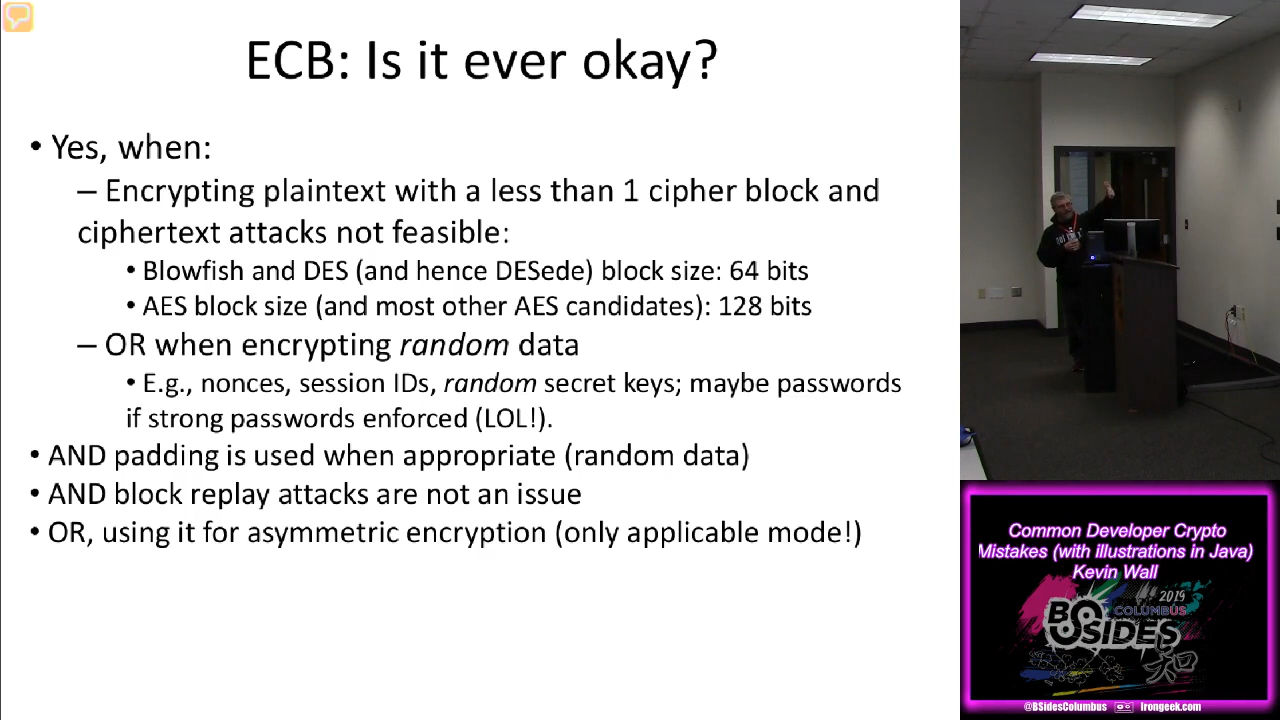 ECB: Is it ever okay?
• Yes, when:
– Encrypting plaintext with a less than 1 cipher block and
ciphertext attacks not feasible:
• Blowfish and DES (and hence DESede) block size: 64 bits
• AES block size (and most other AES candidates): 128 bits
– OR when encrypting random data
• E.g., nonces, session IDs, random secret keys; maybe passwords
if strong passwords enforced (LOL!).
• AND padding is used when appropriate (random data)
• AND block replay attacks are not an issue
• OR, using it for asymmetric encryption (only applicable mode!)
Common Developer Crypto
Mistakes (with illustrations in Java)
Kevin Wall
2019
COLUMBUS
BSIDES
@BSidesColumbus Irongeek.com